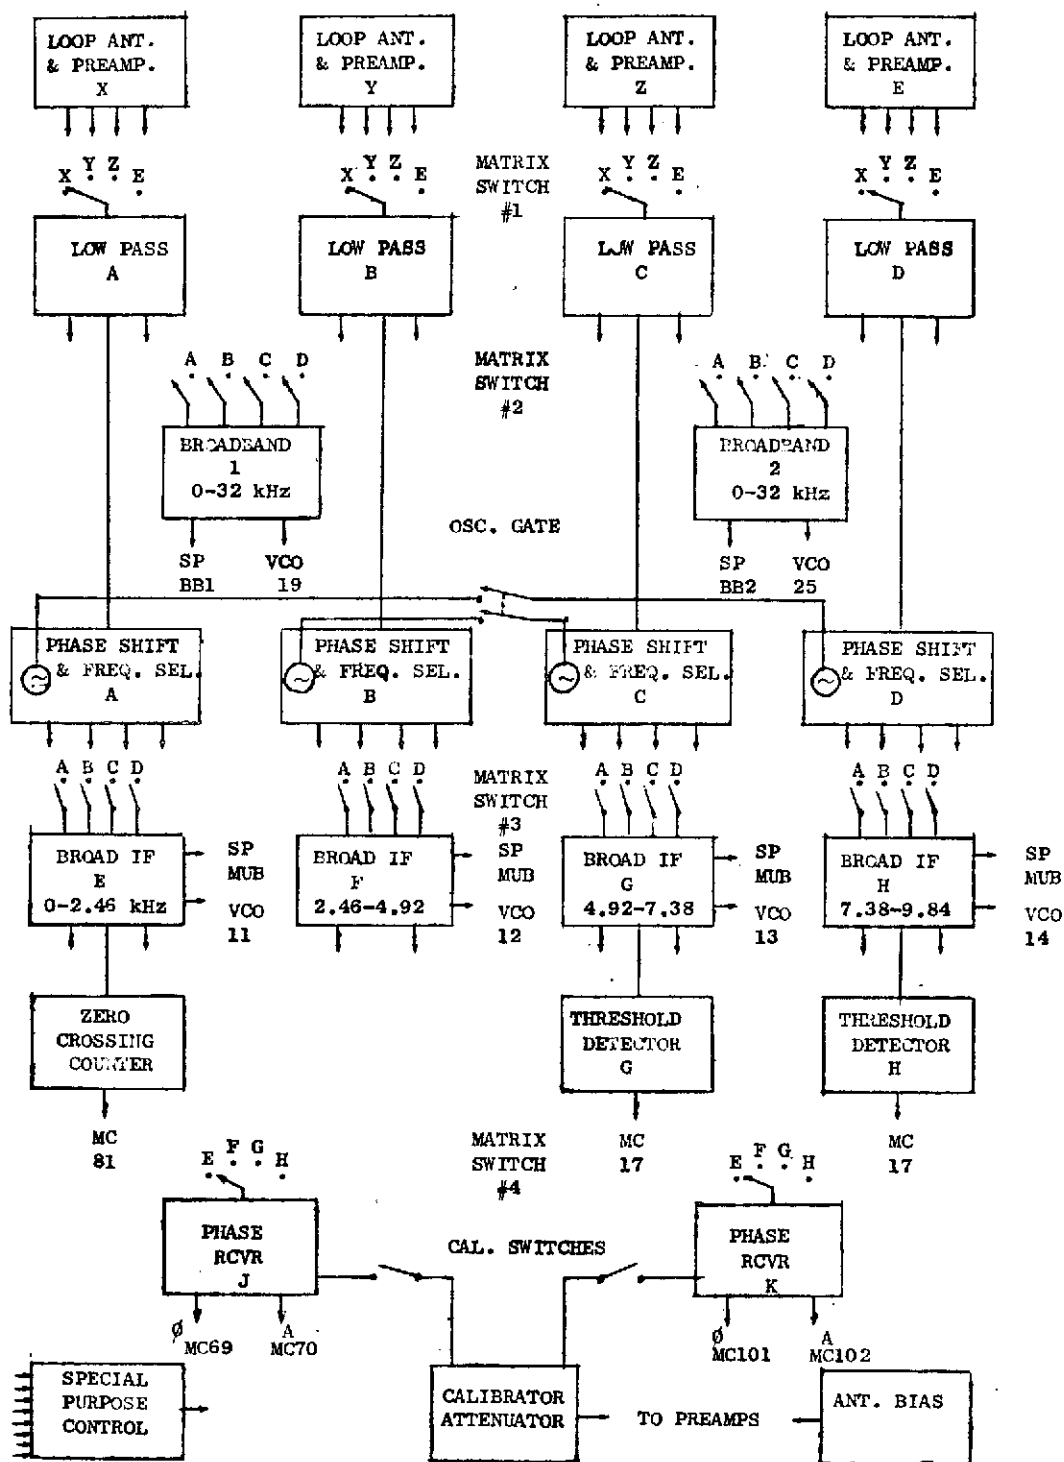 LOOP ANT.
& PREAMP.
X
LOOP ANT.
& PREAMP.
Y
LOOP ANT.
& PREAMP.
Z
LOOP ANT.
& PREAMP.
E
X Y Z E
X Y Z E
MATRIX
SWITCH
#1
X Y Z E
X Y Z E
LOW PASS
A
LOW PASS
B
LOW PASS
C
LOW PASS
D
A B C D
MATRIX
SWITCH
#2
A B C D
BROADBAND
1
0-32 kHz
BROADBAND
2
0-32 kHz
OSC. GATE
SP
BB1
VCO
19
SP
BB2
VCO
25
PHASE SHIFT
& FREQ. SEL.
A
PHASE SHIFT
& FREQ. SEL.
B
PHASE SHIFT
& FREQ. SEL.
C
PHASE SHIFT
& FREQ. SEL.
D
A B C D
A B C D
MATRIX
SWITCH
#3
A B C D
A B C D
BROAD IF
E
0-2.46 kHz
SP
MUB
VCO
11
BROAD IF
F
2.46-4.92
SP
MUB
VCO
12
BROAD IF
G
4.92-7.38
SP
MUB
VCO
13
BROAD IF
H
7.38-9.84
SP
MUB
VCO
14
ZERO
CROSSING
COUNTER
THRESHOLD
DETECTOR
G
THRESHOLD
DETECTOR
H
MC
81
MC
17
MC
17
E F G H
MATRIX
SWITCH
#4
E F G H
PHASE
RCVR
J
CAL. SWITCHES
PHASE
RCVR
K
Ø
MC69
A
MC70
Ø
MC101
A
MC102
SPECIAL
PURPOSE
CONTROL
CALIBRATOR
ATTENUATOR
TO PREAMPS
ANT. BIAS